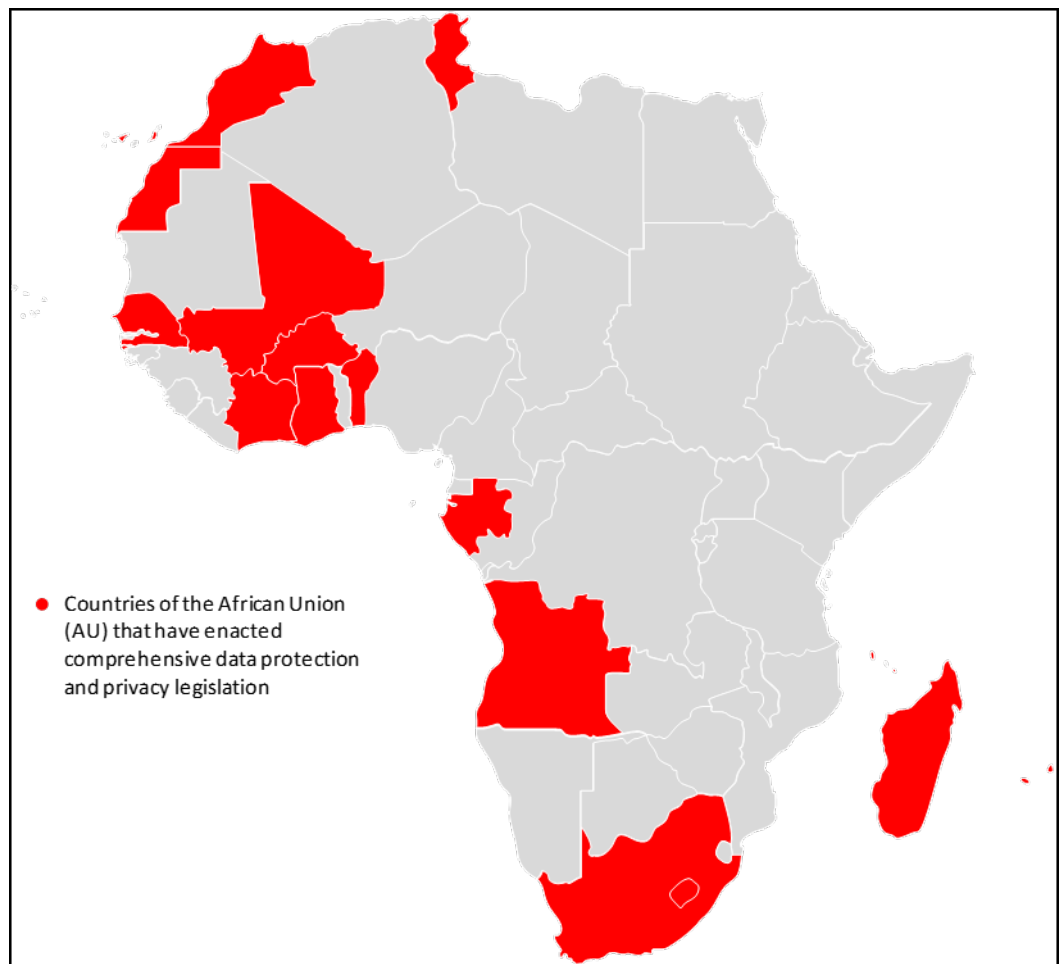 Countries of the African Union
(AU) that have enacted
comprehensive data protection
and privacy legislation